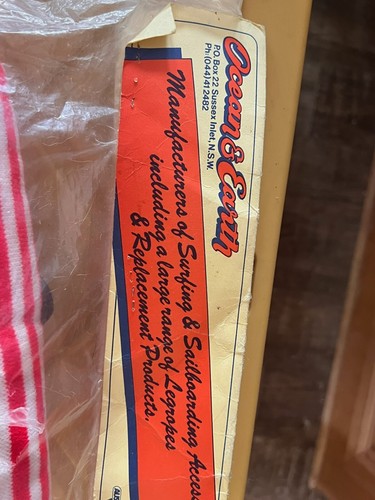 Ocean & Earth
P.O. Box 22 Sussex Inlet, N.S.W.
Ph: (044) 412482
Manufacturers of Surfing & Sailboarding
including a large range of Legropes
& Replacement Products